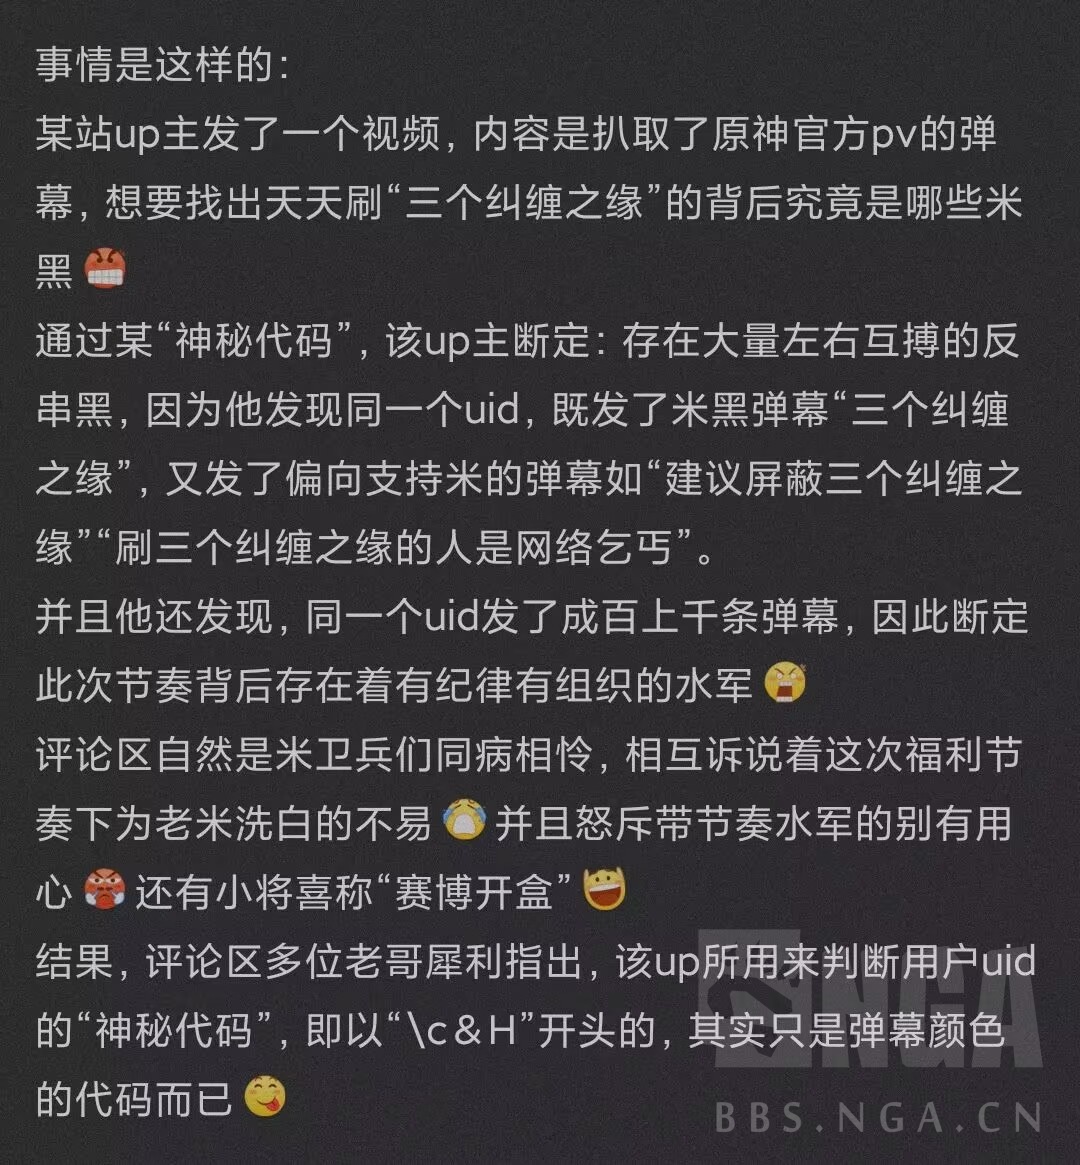 事情是这样的：
某站up主发了一个视频，内容是扒取了原神官方pv的弹
幕，想要找出天天刷“三个纠缠之缘”的背后究竟是哪些米
黑
通过某“神秘代码”，该up主断定：存在大量左右互搏的反
串黑，因为他发现同一个uid，既发了米黑弹幕“三个纠缠
之缘”，又发了偏向支持米的弹幕如“建议屏蔽三个纠缠之
缘”“刷三个纠缠之缘的人是网络乞丐”。
并且他还发现，同一个uid发了成百上千条弹幕，因此断定
此次节奏背后存在着有纪律有组织的水军
评论区自然是米卫兵们同病相怜，相互诉说着这次福利节
奏下为老米洗白的不易 并且怒斥带节奏水军的别有用
心 还有小将喜称“赛博开盒”
结果，评论区多位老哥犀利指出，该up所用来判断用户uid
的“神秘代码”，即以“\c&H”开头的，其实只是弹幕颜色
的代码而已
NGA
BBS.NGA.CN